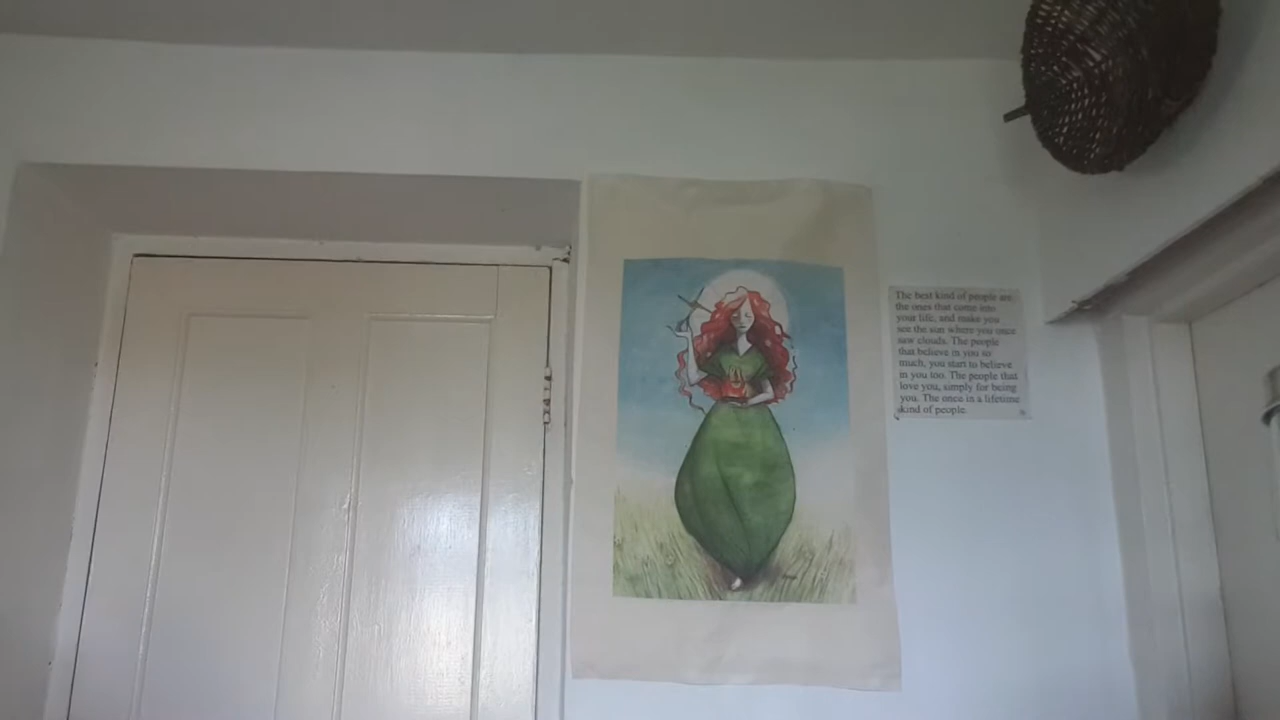 The best kind of people are
the ones that come into
your life, and make you
see the sun where you once
saw clouds. The people
that believe in you so
much, you start to believe
in you too. The people that
love you, simply for being
you. The once in a lifetime
kind of people.